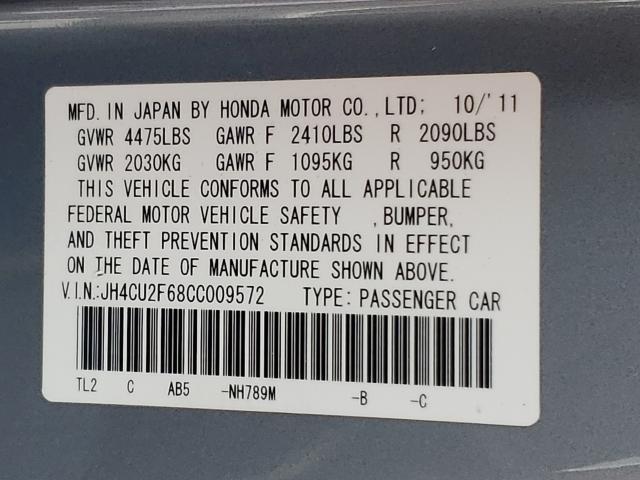 MFD. IN JAPAN BY HONDA MOTOR CO., LTD; 10/'11
GVWR 4475LBS GAWR F 2410LBS R 2090LBS
GVWR 2030KG GAWR F 1095KG R 950KG
THIS VEHICLE CONFORMS TO ALL APPLICABLE
FEDERAL MOTOR VEHICLE SAFETY , BUMPER,
AND THEFT PREVENTION STANDARDS IN EFFECT
ON THE DATE OF MANUFACTURE SHOWN ABOVE.
V.I.N.:JH4CU2F68CC009572 TYPE: PASSENGER CAR
TL2 C AB5 -NH789M -B -C